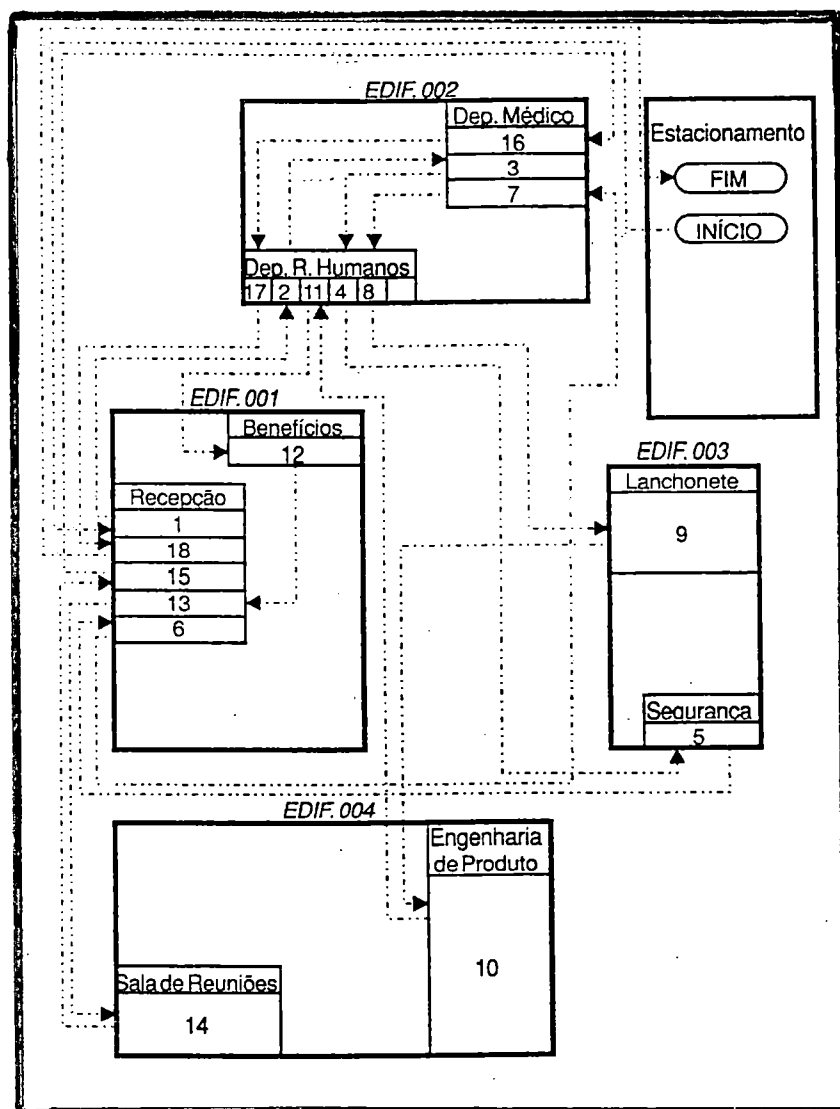 EDIF. 002
Dep. Médico
16
3
7
Dep. R. Humanos
17 2 11 4 8
Estacionamento
FIM
INÍCIO
EDIF. 001
Benefícios
12
Recepção
1
18
15
13
6
EDIF. 003
Lanchonete
9
Segurança
5
EDIF. 004
Engenharia
de Produto
10
Sala de Reuniões
14